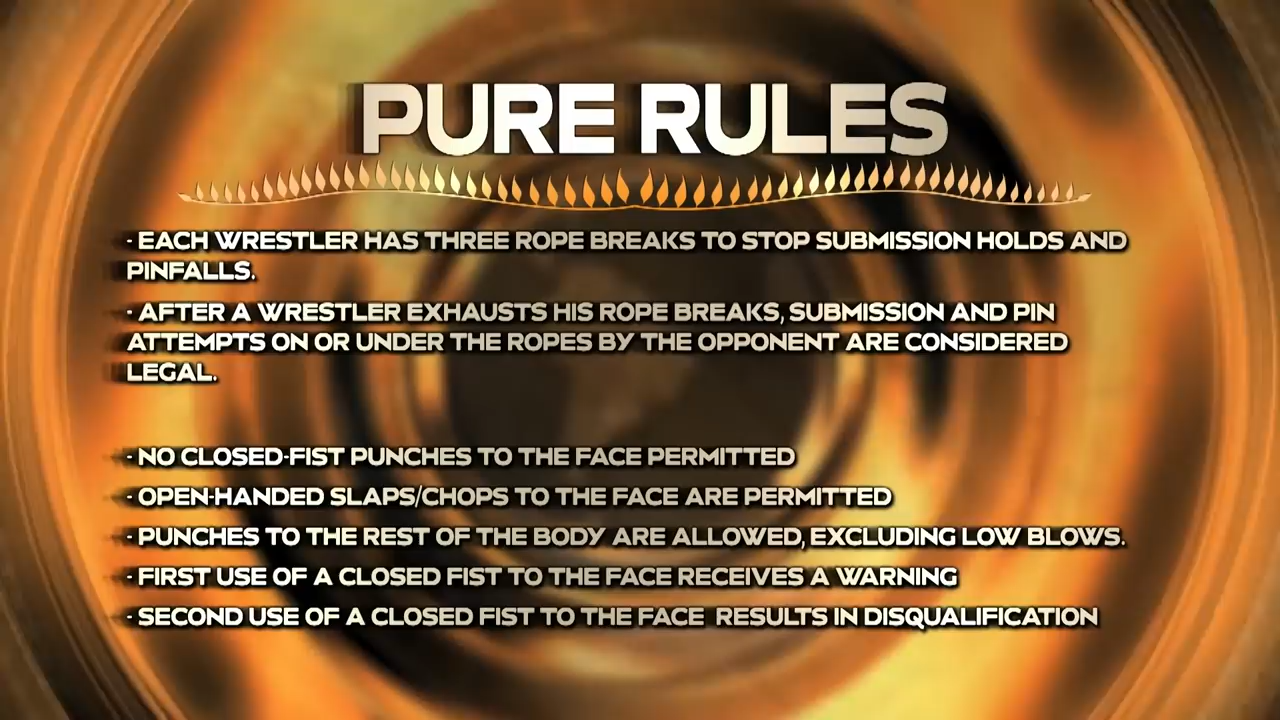 PURE RULES
- EACH WRESTLER HAS THREE ROPE BREAKS TO STOP SUBMISSION HOLDS AND
PINFALLS.
- AFTER A WRESTLER EXHAUSTS HIS ROPE BREAKS, SUBMISSION AND PIN
ATTEMPTS ON OR UNDER THE ROPES BY THE OPPONENT ARE CONSIDERED
LEGAL.
- NO CLOSED-FIST PUNCHES TO THE FACE PERMITTED
- OPEN-HANDED SLAPS/CHOPS TO THE FACE ARE PERMITTED
- PUNCHES TO THE REST OF THE BODY ARE ALLOWED, EXCLUDING LOW BLOWS.
- FIRST USE OF A CLOSED FIST TO THE FACE RECEIVES A WARNING
- SECOND USE OF A CLOSED FIST TO THE FACE  RESULTS IN DISQUALIFICATION